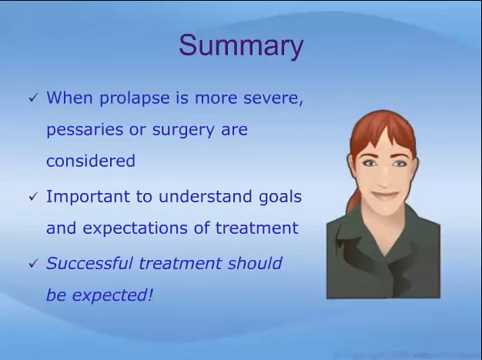 Summary
✓ When prolapse is more severe,
pessaries or surgery are
considered
✓ Important to understand goals
and expectations of treatment
✓ Successful treatment should
be expected!